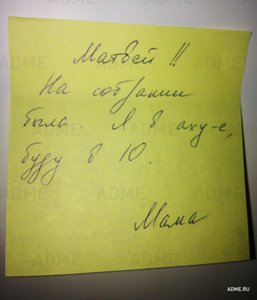 Матвей!!
На собрании
была. Я в аху-е,
буду в 10.
Мама
ADME.RU